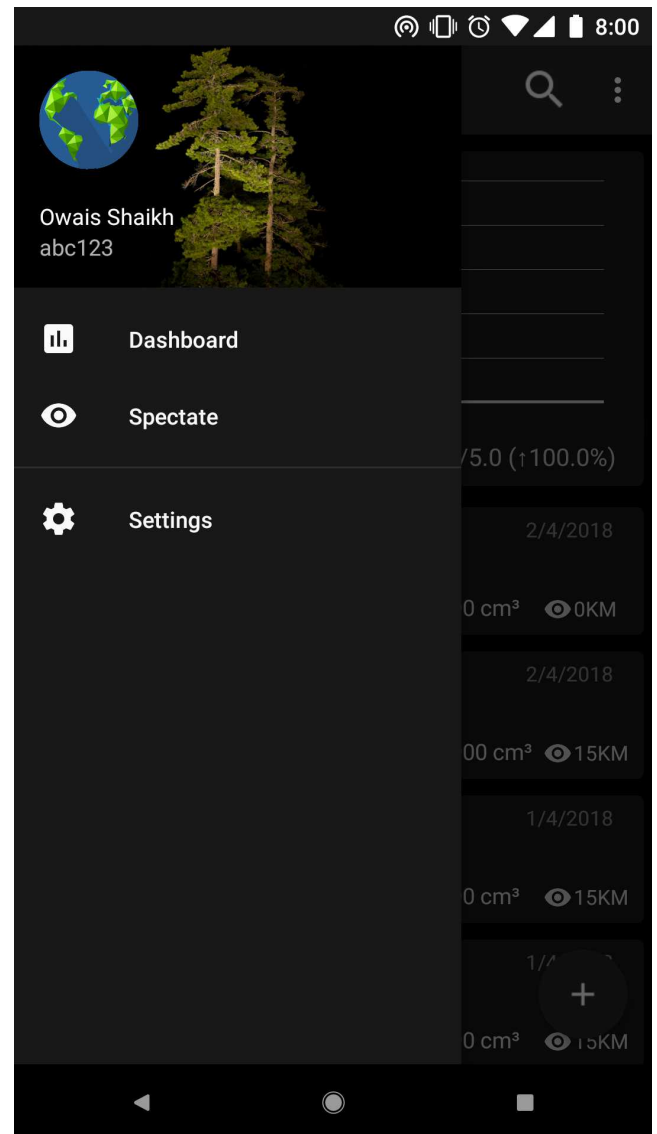 8:00
Owais Shaikh
abc123
Dashboard
Spectate
Settings
/5.0 (↑100.0%)
2/4/2018
0 cm³ 0KM
2/4/2018
00 cm³ 15KM
1/4/2018
0 cm³ 15KM
0 cm³ 15KM